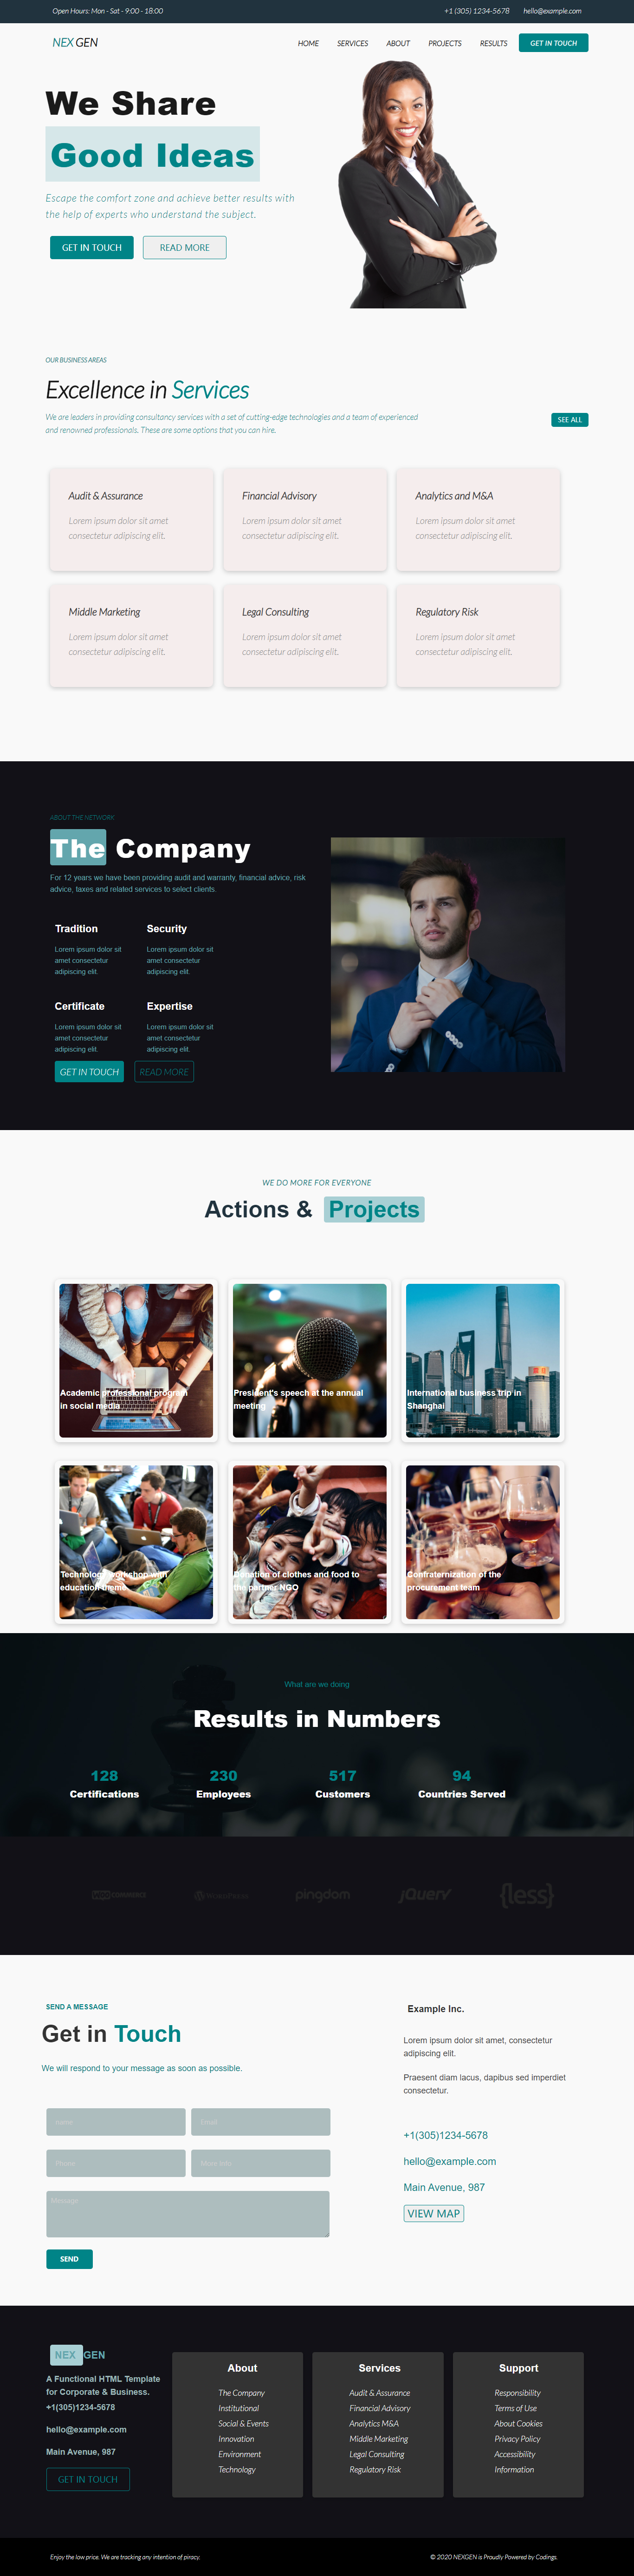 Open Hours: Mon - Sat - 9:00 - 18:00
+1 (305) 1234-5678
hello@example.com
NEX GEN
HOME
SERVICES
ABOUT
PROJECTS
RESULTS
GET IN TOUCH
We Share
Good Ideas
Escape the comfort zone and achieve better results with
the help of experts who understand the subject.
GET IN TOUCH
READ MORE
OUR BUSINESS AREAS
Excellence in Services
We are leaders in providing consultancy services with a set of cutting-edge technologies and a team of experienced
and renowned professionals. These are some options that you can hire.
SEE ALL
Audit & Assurance
Lorem ipsum dolor sit amet
consectetur adipiscing elit.
Financial Advisory
Lorem ipsum dolor sit amet
consectetur adipiscing elit.
Analytics and M&A
Lorem ipsum dolor sit amet
consectetur adipiscing elit.
Middle Marketing
Lorem ipsum dolor sit amet
consectetur adipiscing elit.
Legal Consulting
Lorem ipsum dolor sit amet
consectetur adipiscing elit.
Regulatory Risk
Lorem ipsum dolor sit amet
consectetur adipiscing elit.
ABOUT THE NETWORK
The Company
For 12 years we have been providing audit and warranty, financial advice, risk
advice, taxes and related services to select clients.
Tradition
Lorem ipsum dolor sit
amet consectetur
adipiscing elit.
Security
Lorem ipsum dolor sit
amet consectetur
adipiscing elit.
Certificate
Lorem ipsum dolor sit
amet consectetur
adipiscing elit.
Expertise
Lorem ipsum dolor sit
amet consectetur
adipiscing elit.
GET IN TOUCH
READ MORE
WE DO MORE FOR EVERYONE
Actions & Projects
Academic professional program
in social media
President's speech at the annual
meeting
International business trip in
Shanghai
Technology workshop with
education theme
Donation of clothes and food to
the partner NGO
Confraternization of the
procurement team
What are we doing
Results in Numbers
128
Certifications
230
Employees
517
Customers
94
Countries Served
WooCommerce
WordPress
pingdom
jQuery
{less}
SEND A MESSAGE
Get in Touch
We will respond to your message as soon as possible.
Name
Email
Phone
More Info
Message
SEND
Example Inc.
Lorem ipsum dolor sit amet, consectetur
adipiscing elit.
Praesent diam lacus, dapibus sed imperdiet
consectetur.
+1(305)1234-5678
hello@example.com
Main Avenue, 987
VIEW MAP
NEX GEN
A Functional HTML Template
for Corporate & Business.
+1(305)1234-5678
hello@example.com
Main Avenue, 987
GET IN TOUCH
About
The Company
Institutional
Social & Events
Innovation
Environment
Technology
Services
Audit & Assurance
Financial Advisory
Analytics M&A
Middle Marketing
Legal Consulting
Regulatory Risk
Support
Responsibility
Terms of Use
About Cookies
Privacy Policy
Accessibility
Information
Enjoy the low price. We are tracking any intention of piracy.
© 2020 NEXGEN is Proudly Powered by Codings.